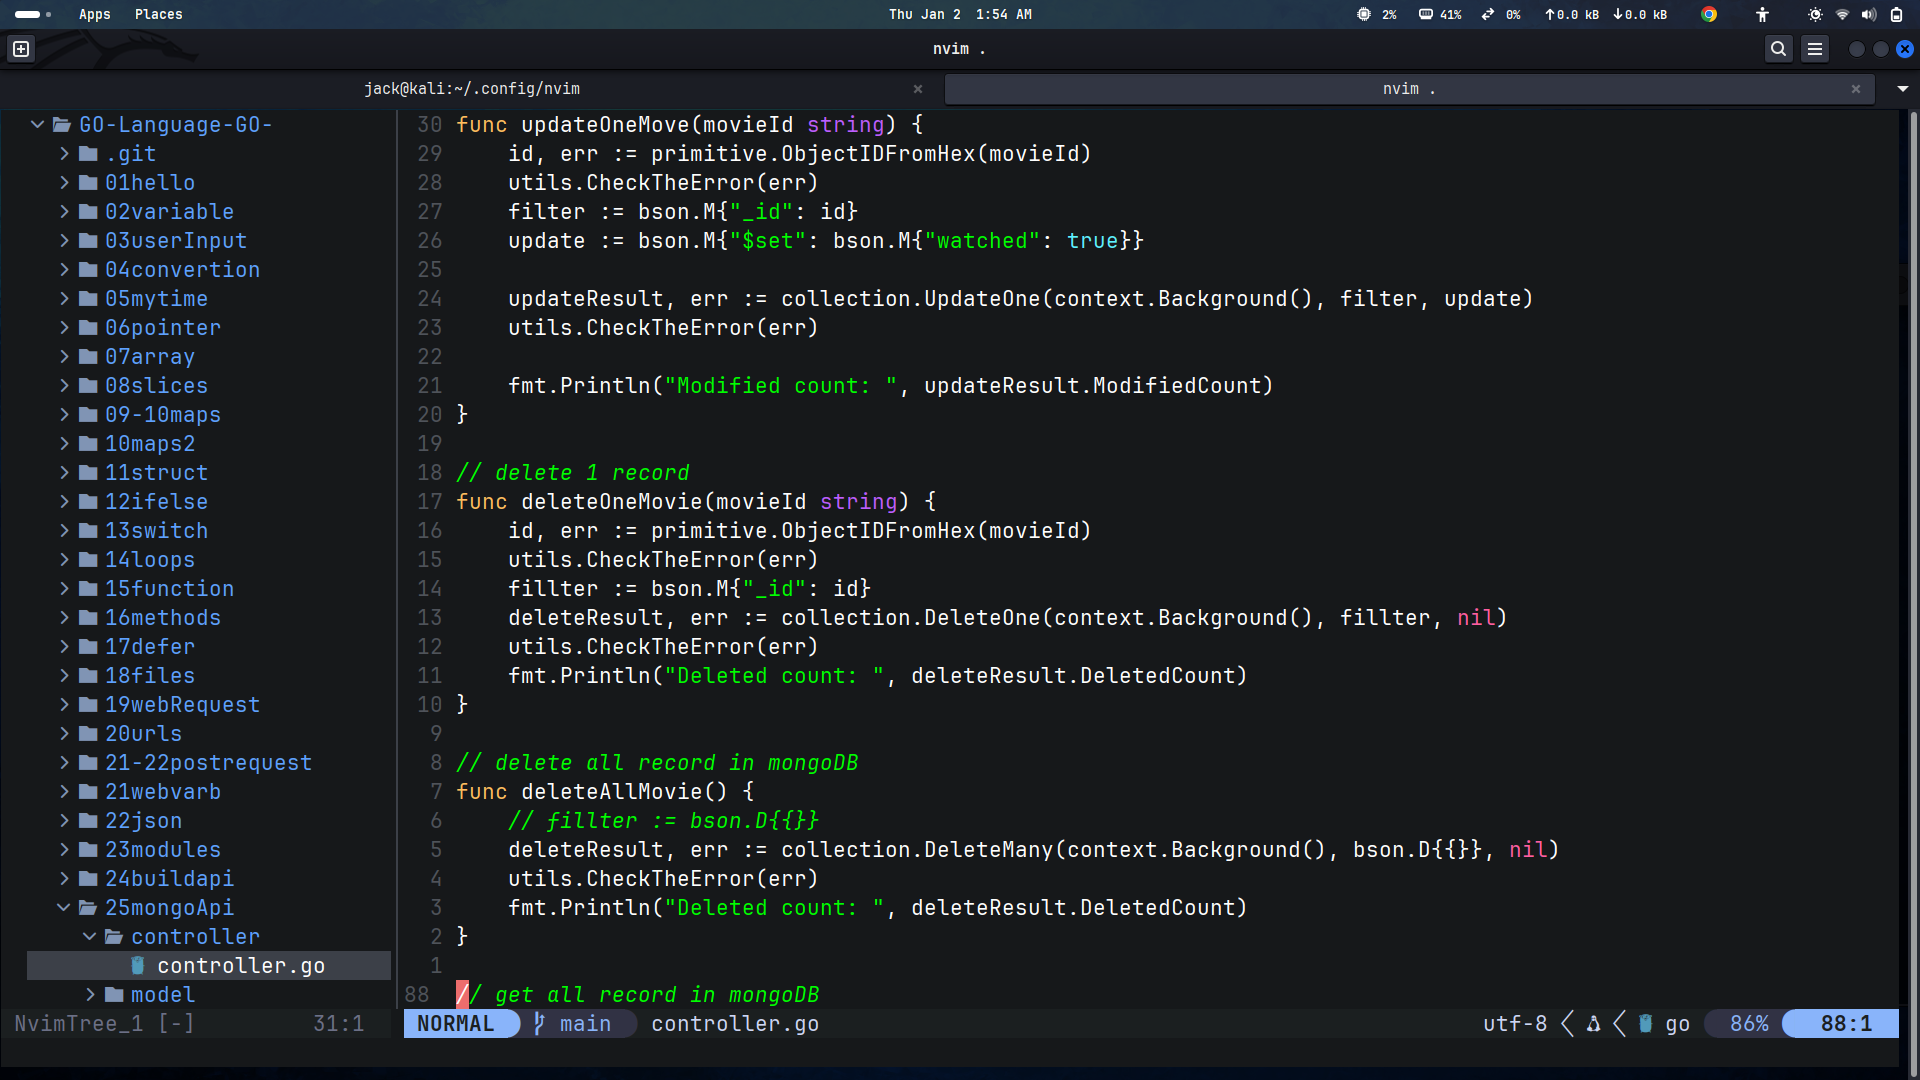 Apps Places Thu Jan 2 1:54 AM 2% 41% 0% ↑0.0 kB ↓0.0 kB
nvim .
jack@kali:~/.config/nvim × nvim . ×
GO-Language-GO-
.git
01hello
02variable
03userInput
04convertion
05mytime
06pointer
07array
08slices
09-10maps
10maps2
11struct
12ifelse
13switch
14loops
15function
16methods
17defer
18files
19webRequest
20urls
21-22postrequest
21webvarb
22json
23modules
24buildapi
25mongoApi
controller
controller.go
model
NvimTree_1 [-] 31:1
30 func updateOneMove(movieId string) {
29     id, err := primitive.ObjectIDFromHex(movieId)
28     utils.CheckTheError(err)
27     filter := bson.M{"_id": id}
26     update := bson.M{"$set": bson.M{"watched": true}}
25
24     updateResult, err := collection.UpdateOne(context.Background(), filter, update)
23     utils.CheckTheError(err)
22
21     fmt.Println("Modified count: ", updateResult.ModifiedCount)
20 }
19
18 // delete 1 record
17 func deleteOneMovie(movieId string) {
16     id, err := primitive.ObjectIDFromHex(movieId)
15     utils.CheckTheError(err)
14     fillter := bson.M{"_id": id}
13     deleteResult, err := collection.DeleteOne(context.Background(), fillter, nil)
12     utils.CheckTheError(err)
11     fmt.Println("Deleted count: ", deleteResult.DeletedCount)
10 }
9
8 // delete all record in mongoDB
7 func deleteAllMovie() {
6     // fillter := bson.D{{}}
5     deleteResult, err := collection.DeleteMany(context.Background(), bson.D{{}}, nil)
4     utils.CheckTheError(err)
3     fmt.Println("Deleted count: ", deleteResult.DeletedCount)
2 }
1
88 // get all record in mongoDB
NORMAL main controller.go utf-8 go 86% 88:1